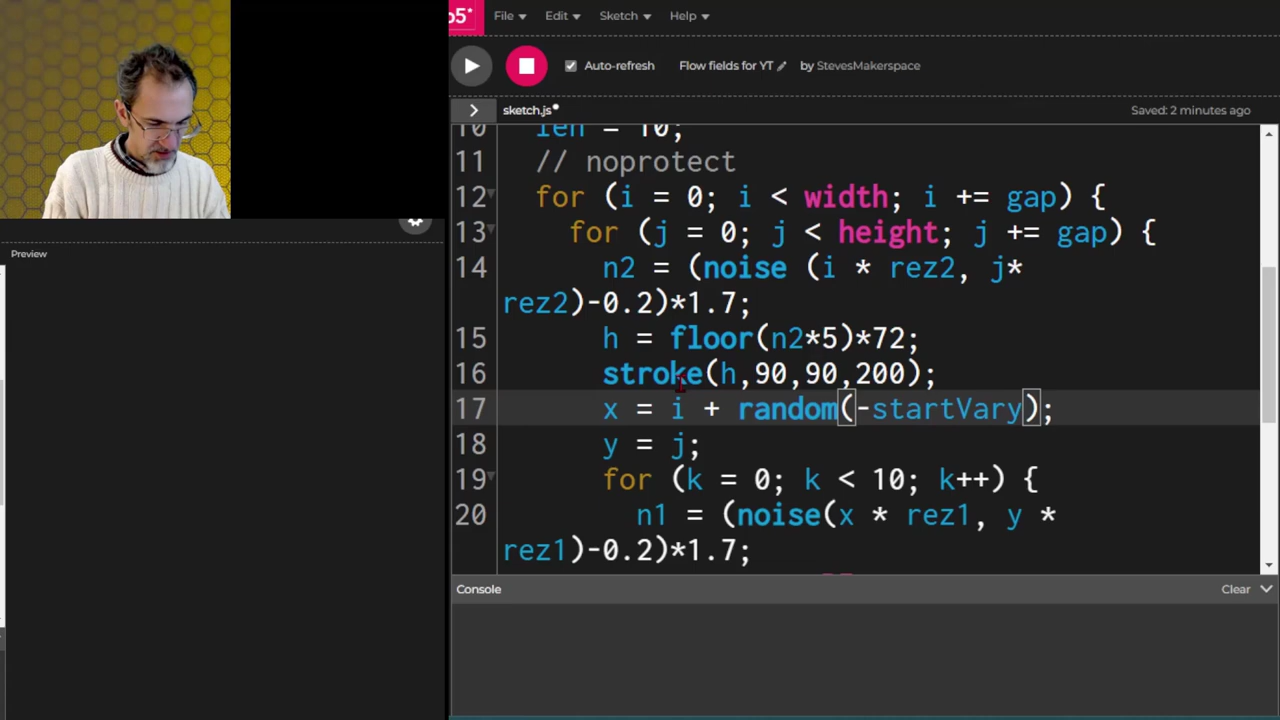 p5* File Edit Sketch Help
Auto-refresh Flow fields for YT by StevesMakerspace
> sketch.js• Saved: 2 minutes ago
10 len = 10;
11 // noprotect
12 for (i = 0; i < width; i += gap) {
13 for (j = 0; j < height; j += gap) {
14 n2 = (noise (i * rez2, j*
rez2)-0.2)*1.7;
15 h = floor(n2*5)*72;
16 stroke(h,90,90,200);
17 x = i + random(-startVary);
18 y = j;
19 for (k = 0; k < 10; k++) {
20 n1 = (noise(x * rez1, y *
rez1)-0.2)*1.7;
Preview
Console Clear